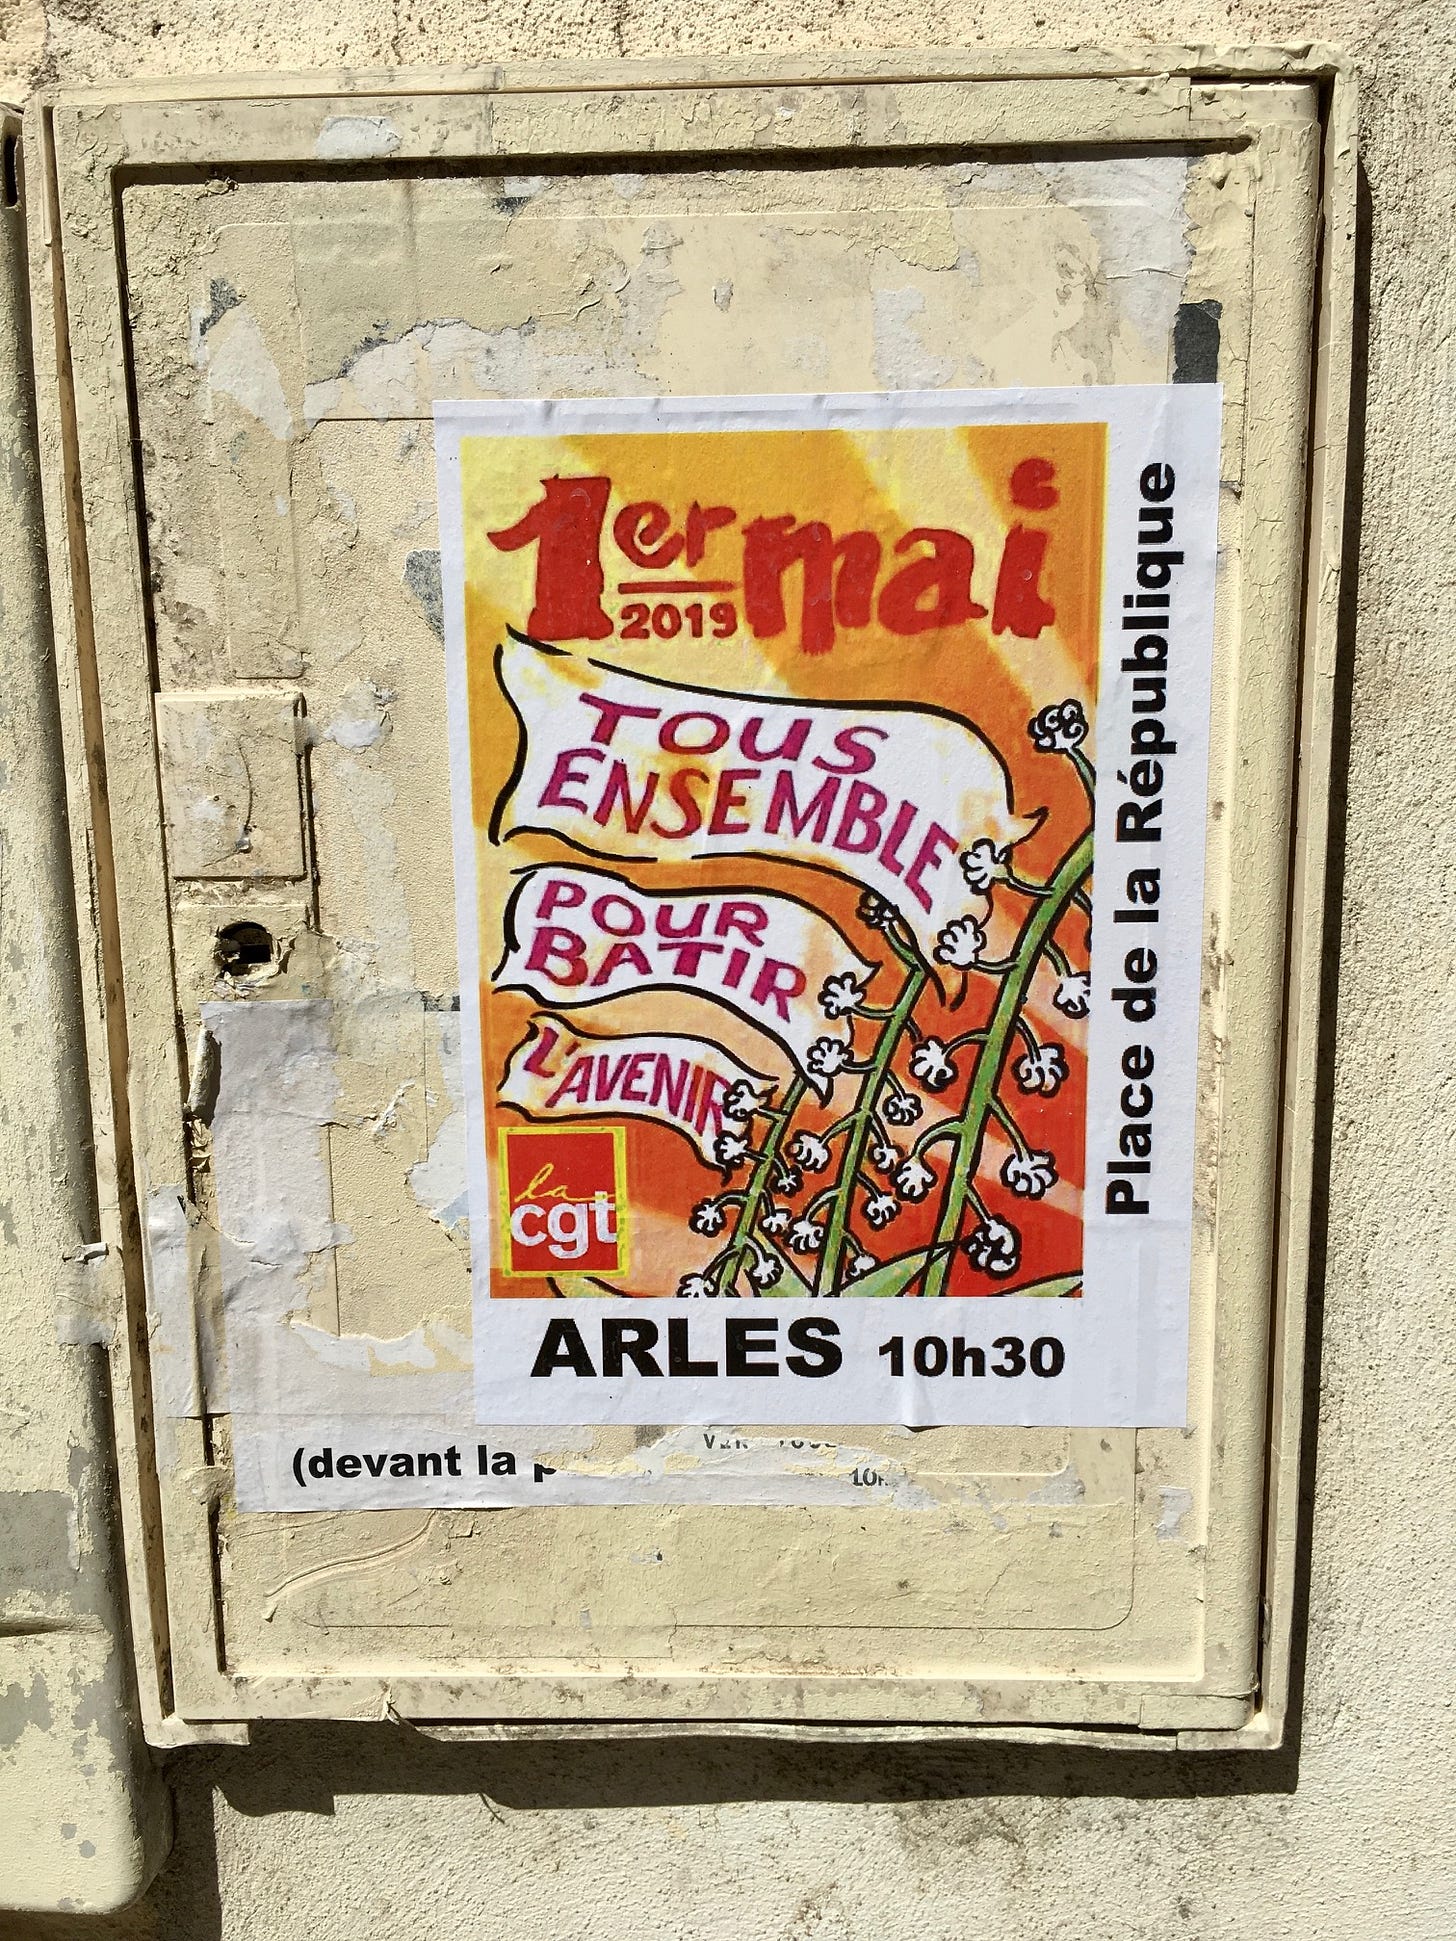 1er mai
2019
TOUS
ENSEMBLE
POUR
BATIR
L'AVENIR
la
cgt
ARLES 10h30
Place de la République
(devant la